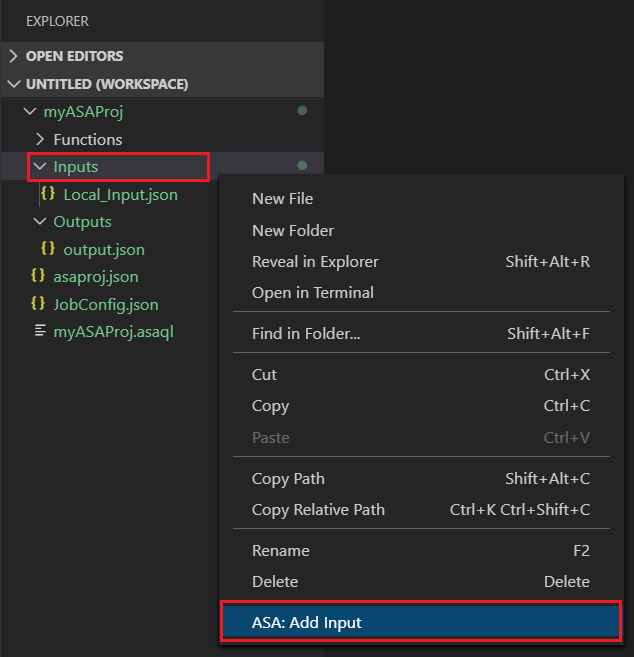 EXPLORER
OPEN EDITORS
UNTITLED (WORKSPACE)
myASAProj
Functions
Inputs
{} Local_Input.json
Outputs
{} output.json
{} asaproj.json
{} JobConfig.json
myASAProj.asaql
New File
New Folder
Reveal in Explorer Shift+Alt+R
Open in Terminal
Find in Folder... Shift+Alt+F
Cut Ctrl+X
Copy Ctrl+C
Paste Ctrl+V
Copy Path Shift+Alt+C
Copy Relative Path Ctrl+K Ctrl+Shift+C
Rename F2
Delete Delete
ASA: Add Input